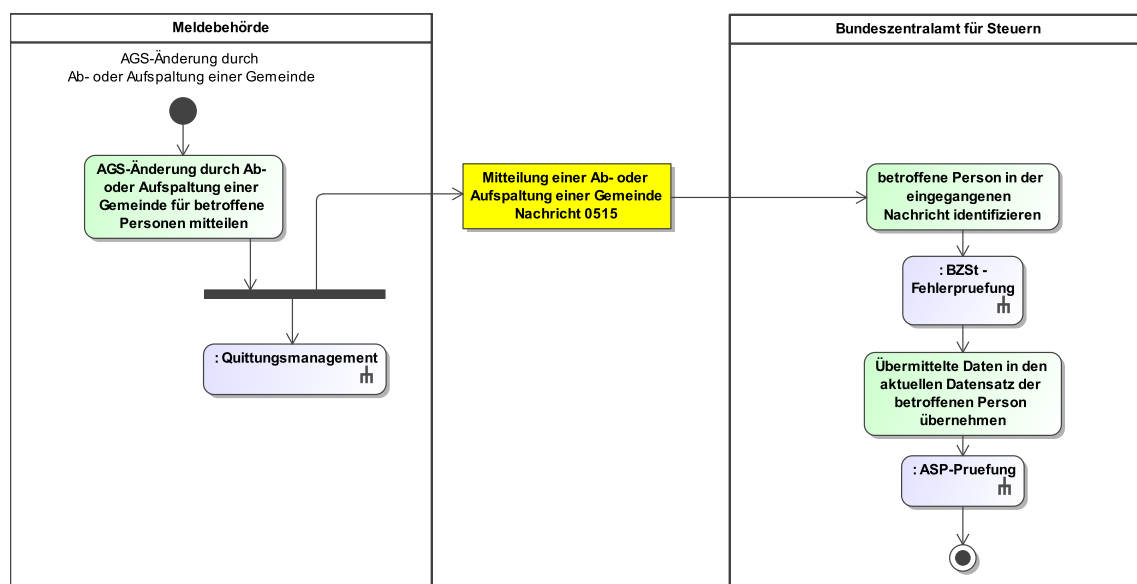 Meldebehörde
AGS-Änderung durch
Ab- oder Aufspaltung einer Gemeinde
AGS-Änderung durch Ab-
oder Aufspaltung einer
Gemeinde für betroffene
Personen mitteilen
: Quittungsmanagement
Mitteilung einer Ab- oder
Aufspaltung einer Gemeinde
Nachricht 0515
Bundeszentralamt für Steuern
betroffene Person in der
eingegangenen
Nachricht identifizieren
: BZSt -
Fehlerpruefung
Übermittelte Daten in den
aktuellen Datensatz der
betroffenen Person
übernehmen
: ASP-Pruefung